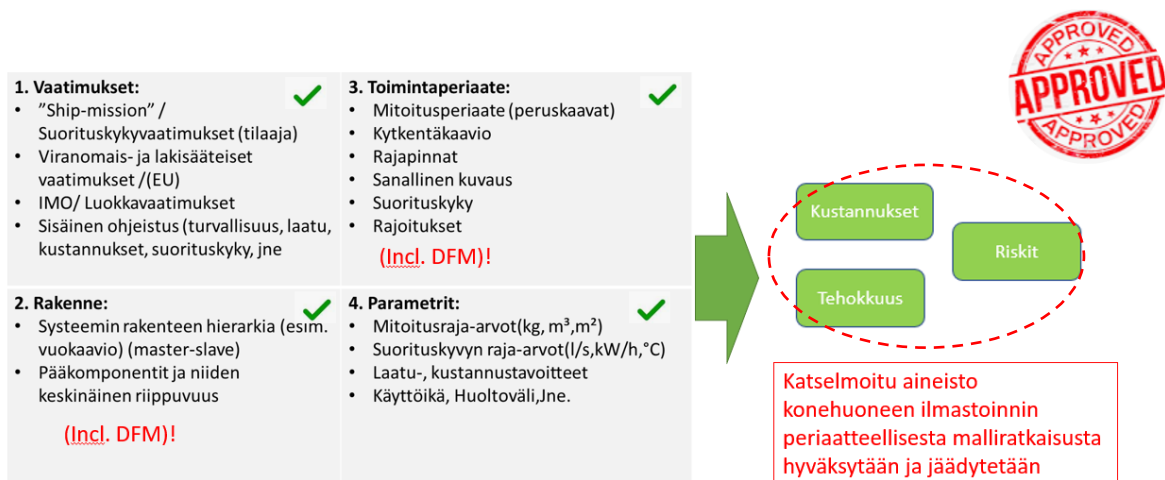 1. Vaatimukset:
• ”Ship-mission” /
Suorituskykyvaatimukset (tilaaja)
• Viranomais- ja lakisääteiset
vaatimukset /(EU)
• IMO/ Luokkavaatimukset
• Sisäinen ohjeistus (turvallisuus, laatu,
kustannukset, suorituskyky, jne
2. Rakenne:
• Systeemin rakenteen hierarkia (esim.
vuokaavio) (master-slave)
• Pääkomponentit ja niiden
keskinäinen riippuvuus
(Incl. DFM)!
3. Toimintaperiaate:
• Mitoitusperiaate (peruskaavat)
• Kytkentäkaavio
• Rajapinnat
• Sanallinen kuvaus
• Suorituskyky
• Rajoitukset
(Incl. DFM)!
4. Parametrit:
• Mitoitusraja-arvot(kg, m³,m²)
• Suorituskyvyn raja-arvot(l/s,kW/h,°C)
• Laatu-, kustannustavoitteet
• Käyttöikä, Huoltoväli,Jne.
APPROVED
APPROVED
APPROVED
Kustannukset
Riskit
Tehokkuus
Katselmoitu aineisto
konehuoneen ilmastoinnin
periaatteellisesta malliratkaisusta
hyväksytään ja jäädytetään